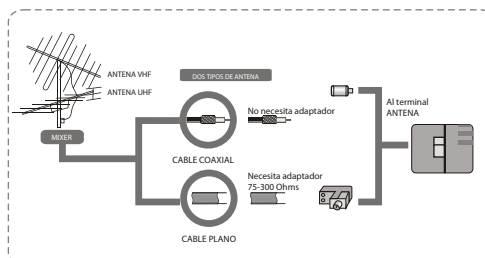 ANTENA VHF
ANTENA UHF
MIXER
DOS TIPOS DE ANTENA
No necesita adaptador
CABLE COAXIAL
Necesita adaptador
75-300 Ohms
CABLE PLANO
Al terminal
ANTENA